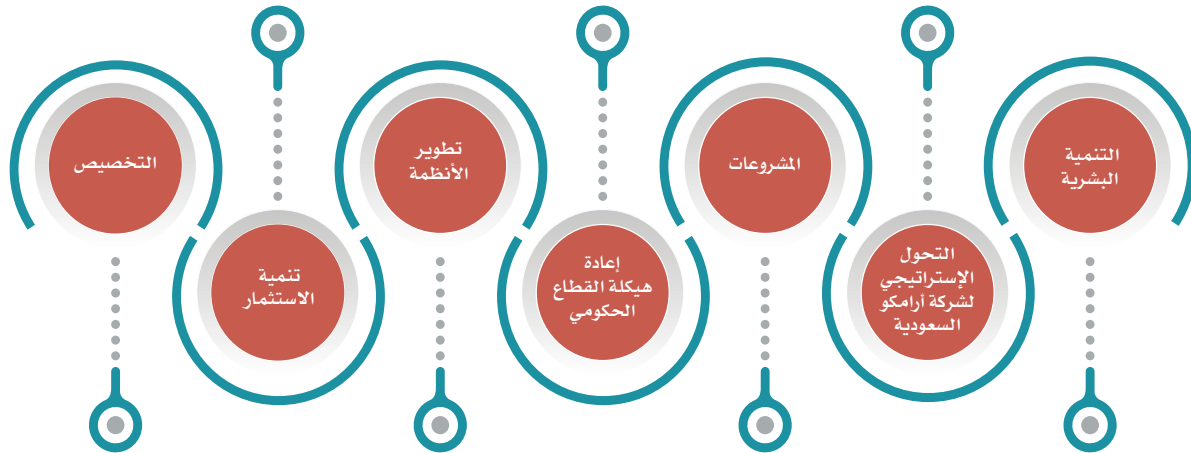 التنمية
البشرية
التحول
الإستراتيجي
لشركة أرامكو
السعودية
المشروعات
إعادة
هيكلة القطاع
الحكومي
تطوير
الأنظمة
تنمية
الاستثمار
التخصيص